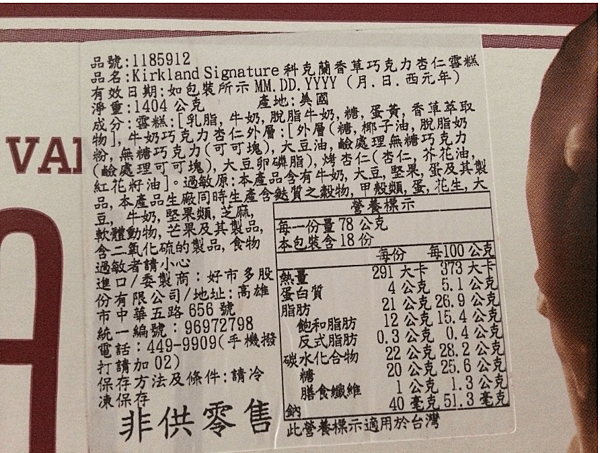 品號:1185912
品名:Kirkland Signature 科克蘭香草巧克力杏仁雪糕
有效日期:如包裝所示 MM.DD.YYYY (月.日.西元年)
淨重:1404 公克 產地:美國
成分:雪糕:[乳脂, 牛奶, 脫脂牛奶, 糖, 蛋黃, 香草萃取
物], 牛奶巧克力杏仁外層:[外層(糖, 椰子油, 脫脂奶
粉, 無糖巧克力(可可塊), 大豆油, 鹼處理無糖巧克力
(鹼處理可可塊), 大豆卵磷脂), 烤杏仁(杏仁, 芥花油,
紅花籽油]。過敏原:本產品含有牛奶, 大豆, 堅果, 蛋及其製
品, 本產品生廠同時生產含麩質之穀物, 甲殼類, 蛋, 花生, 大
豆, 牛奶, 堅果類, 芝麻,
軟體動物, 芒果及其製品,
含二氧化硫的製品, 食物
過敏者請小心
進口/委製商:好市多股
份有限公司/地址:高雄
市中華五路 656 號
統一編號:96972798
電話:449-9909(手機撥
打請加 02)
保存方法及條件:請冷
凍保存
非供零售
營養標示
每一份量 78 公克
本包裝含 18 份
每份 每100 公克
熱量 291 大卡 373 大卡
蛋白質 4 公克 5.1 公克
脂肪 21 公克 26.9 公克
飽和脂肪 12 公克 15.4 公克
反式脂肪 0.3 公克 0.4 公克
碳水化合物 22 公克 28.2 公克
糖 20 公克 25.6 公克
膳食纖維 1 公克 1.3 公克
鈉 40 毫克 51.3 毫克
此營養標示適用於台灣